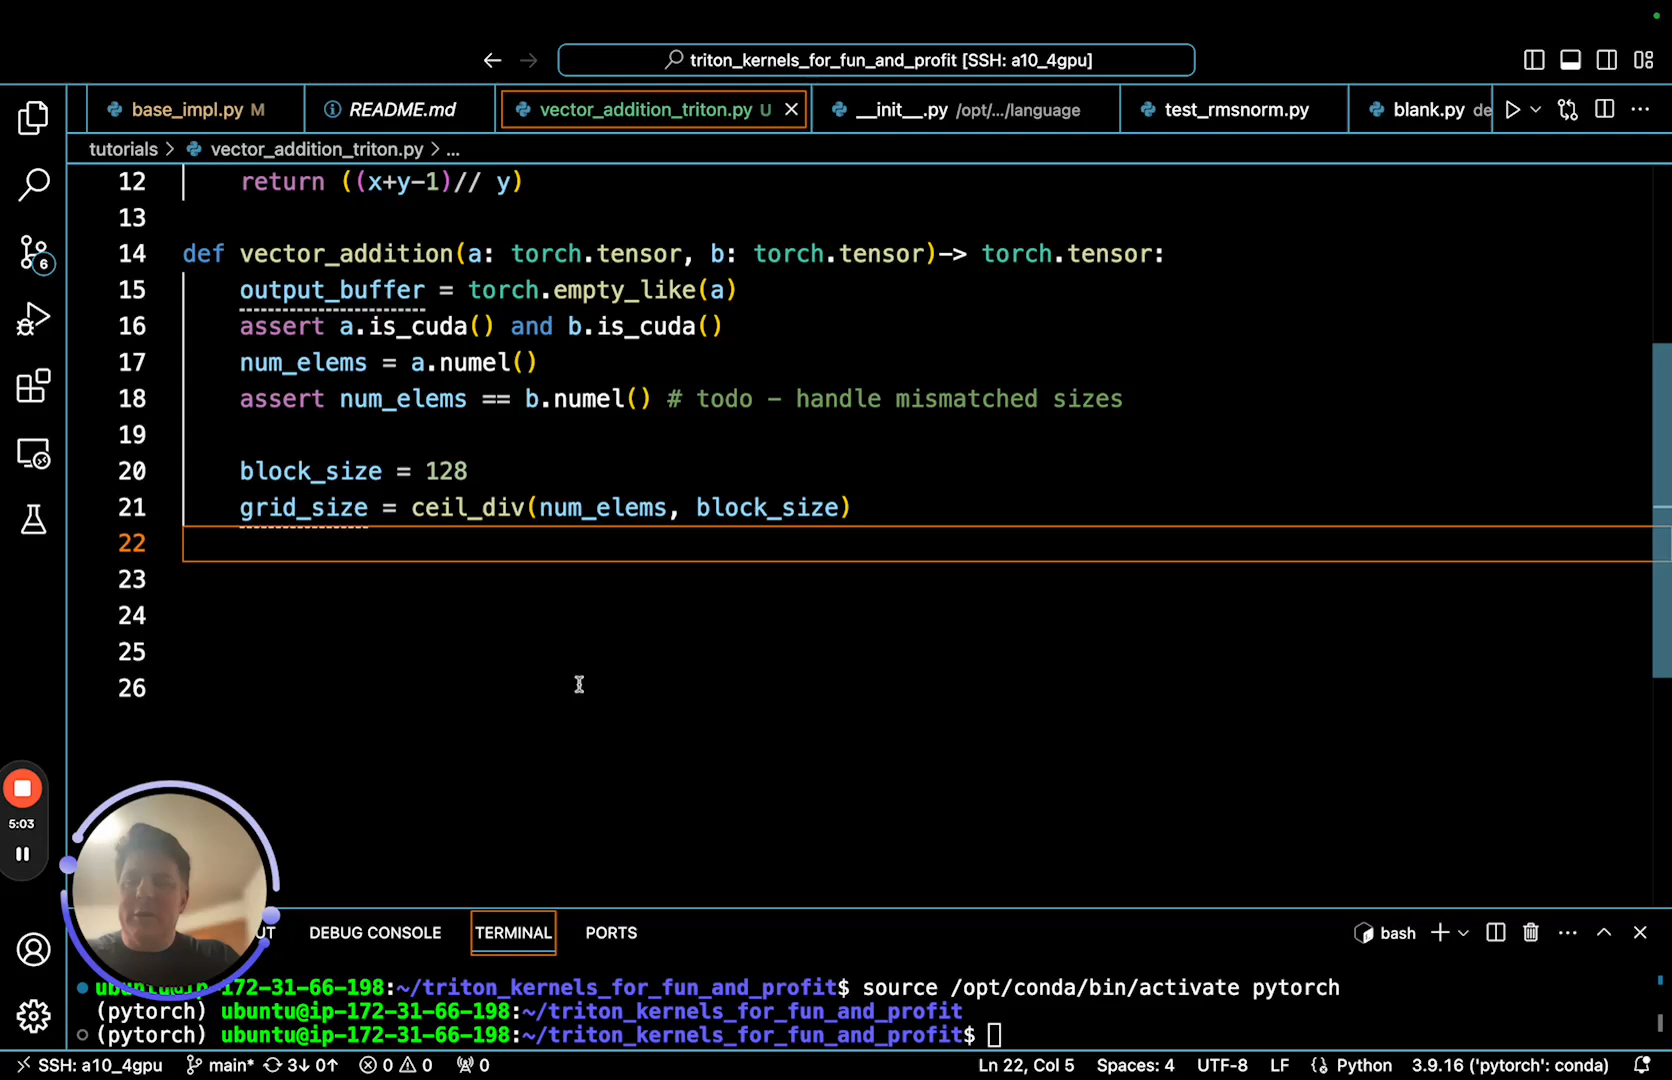 triton_kernels_for_fun_and_profit [SSH: a10_4gpu]
base_impl.py M
README.md
vector_addition_triton.py U
__init__.py /opt/.../language
test_rmsnorm.py
blank.py de
tutorials > vector_addition_triton.py > ...
12 return ((x+y-1)// y)
13
14 def vector_addition(a: torch.tensor, b: torch.tensor)-> torch.tensor:
15 output_buffer = torch.empty_like(a)
16 assert a.is_cuda() and b.is_cuda()
17 num_elems = a.numel()
18 assert num_elems == b.numel() # todo - handle mismatched sizes
19
20 block_size = 128
21 grid_size = ceil_div(num_elems, block_size)
22
23
24
25
26
6
5:03
UT
DEBUG CONSOLE
TERMINAL
PORTS
bash
ubuntu@ip-172-31-66-198:~/triton_kernels_for_fun_and_profit$ source /opt/conda/bin/activate pytorch
(pytorch) ubuntu@ip-172-31-66-198:~/triton_kernels_for_fun_and_profit
(pytorch) ubuntu@ip-172-31-66-198:~/triton_kernels_for_fun_and_profit$
SSH: a10_4gpu main* 3↓ 0↑ 0 0 0 Ln 22, Col 5 Spaces: 4 UTF-8 LF Python 3.9.16 ('pytorch': conda)